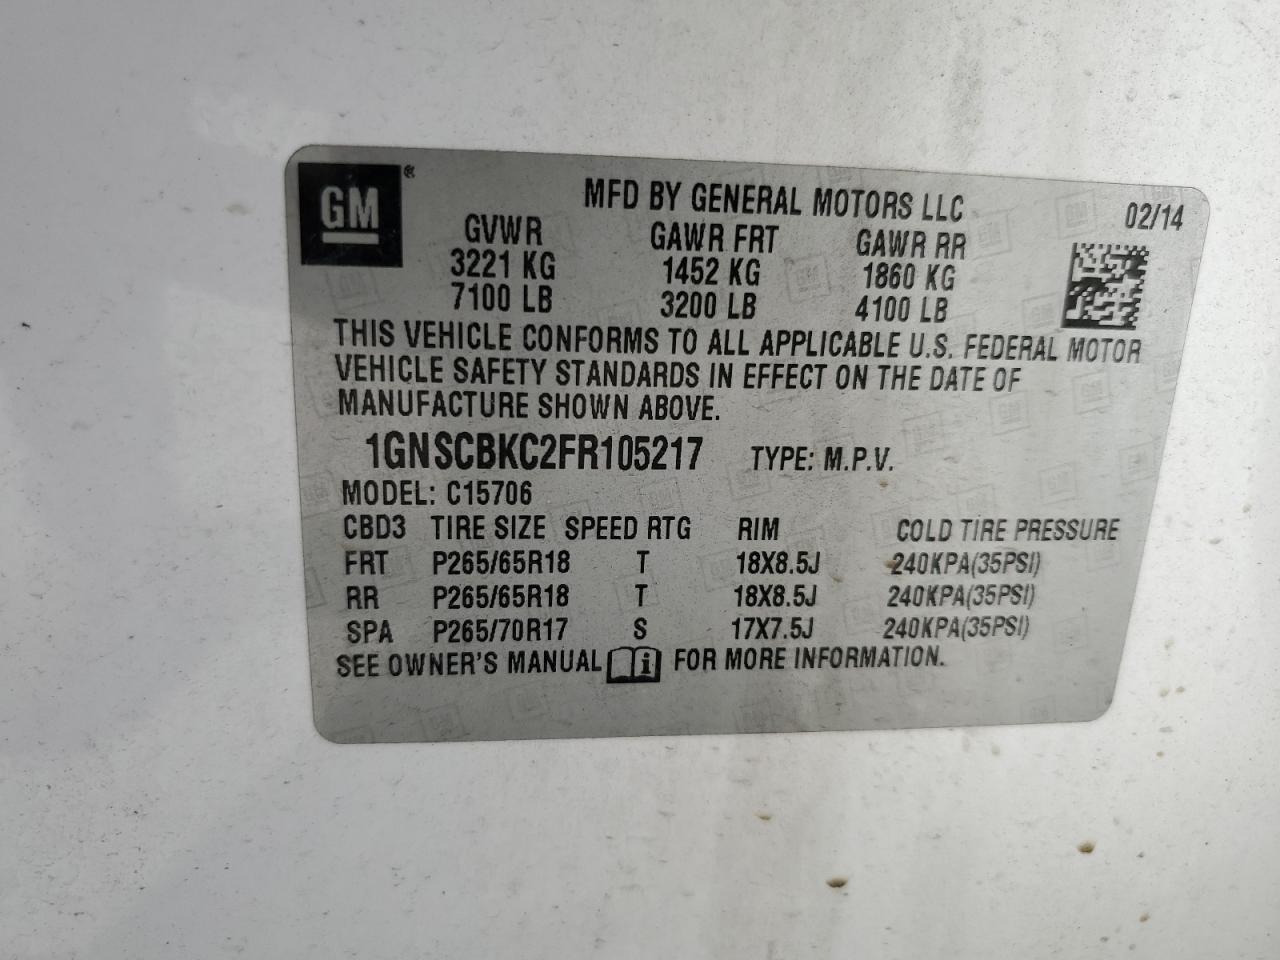 GM ®
MFD BY GENERAL MOTORS LLC 02/14
GVWR GAWR FRT GAWR RR
3221 KG 1452 KG 1860 KG
7100 LB 3200 LB 4100 LB
THIS VEHICLE CONFORMS TO ALL APPLICABLE U.S. FEDERAL MOTOR
VEHICLE SAFETY STANDARDS IN EFFECT ON THE DATE OF
MANUFACTURE SHOWN ABOVE.
1GNSCBKC2FR105217 TYPE: M.P.V.
MODEL: C15706
CBD3 TIRE SIZE SPEED RTG RIM COLD TIRE PRESSURE
FRT P265/65R18 T 18X8.5J 240KPA(35PSI)
RR P265/65R18 T 18X8.5J 240KPA(35PSI)
SPA P265/70R17 S 17X7.5J 240KPA(35PSI)
SEE OWNER'S MANUAL i FOR MORE INFORMATION.